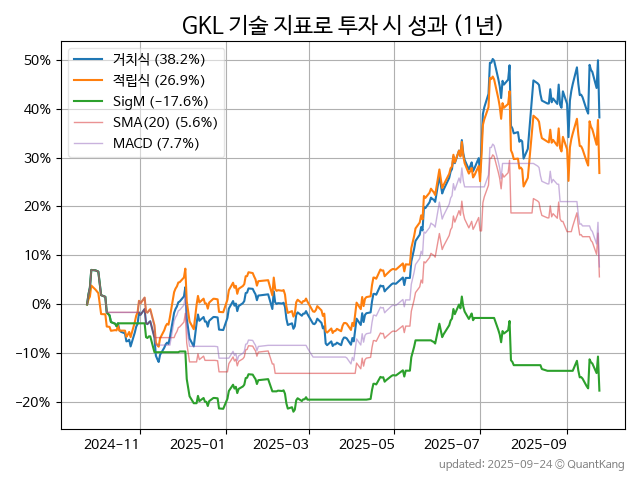 GKL 기술 지표로 투자 시 성과 (1년)
거치식 (38.2%)
적립식 (26.9%)
SigM (−17.6%)
SMA(20) (5.6%)
MACD (7.7%)
50%
40%
30%
20%
10%
0%
−10%
−20%
2024-11
2025-01
2025-03
2025-05
2025-07
2025-09
updated: 2025-09-24 © QuantKang